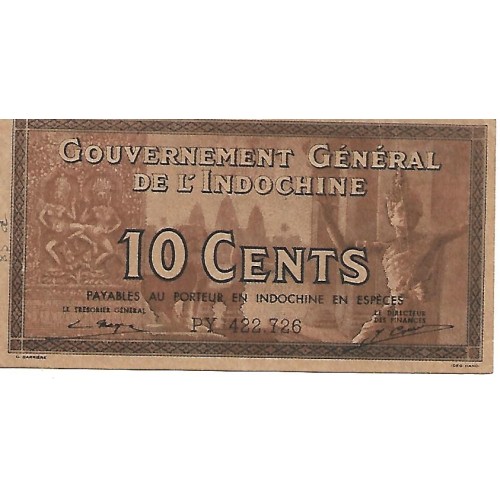 GOUVERNEMENT GÉNÉRAL
DE L'INDOCHINE
10 CENTS
PAYABLES AU PORTEUR EN INDOCHINE EN ESPÈCES
LE TRÉSORIER GÉNÉRAL
LE DIRECTEUR
DES FINANCES
PY 422.726